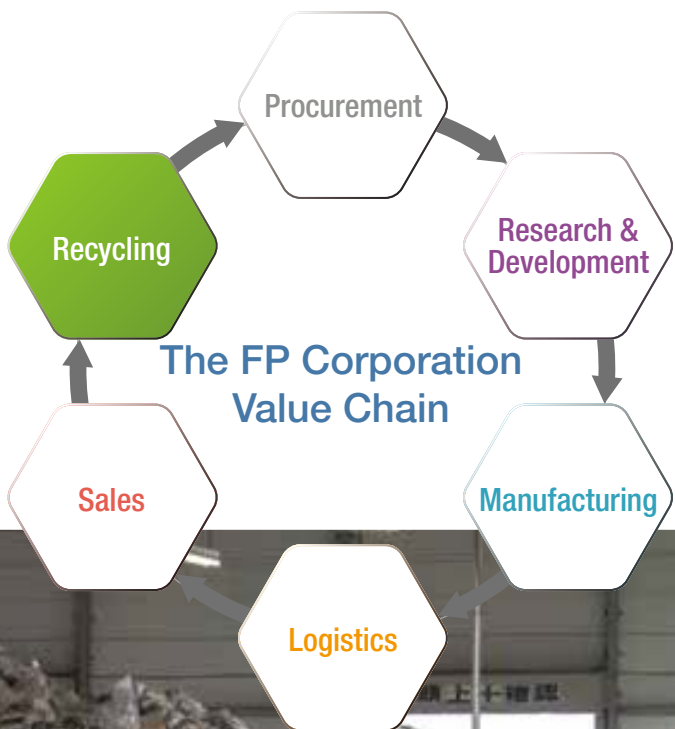 Procurement
Recycling
Research &
Development
The FP Corporation
Value Chain
Sales
Manufacturing
Logistics